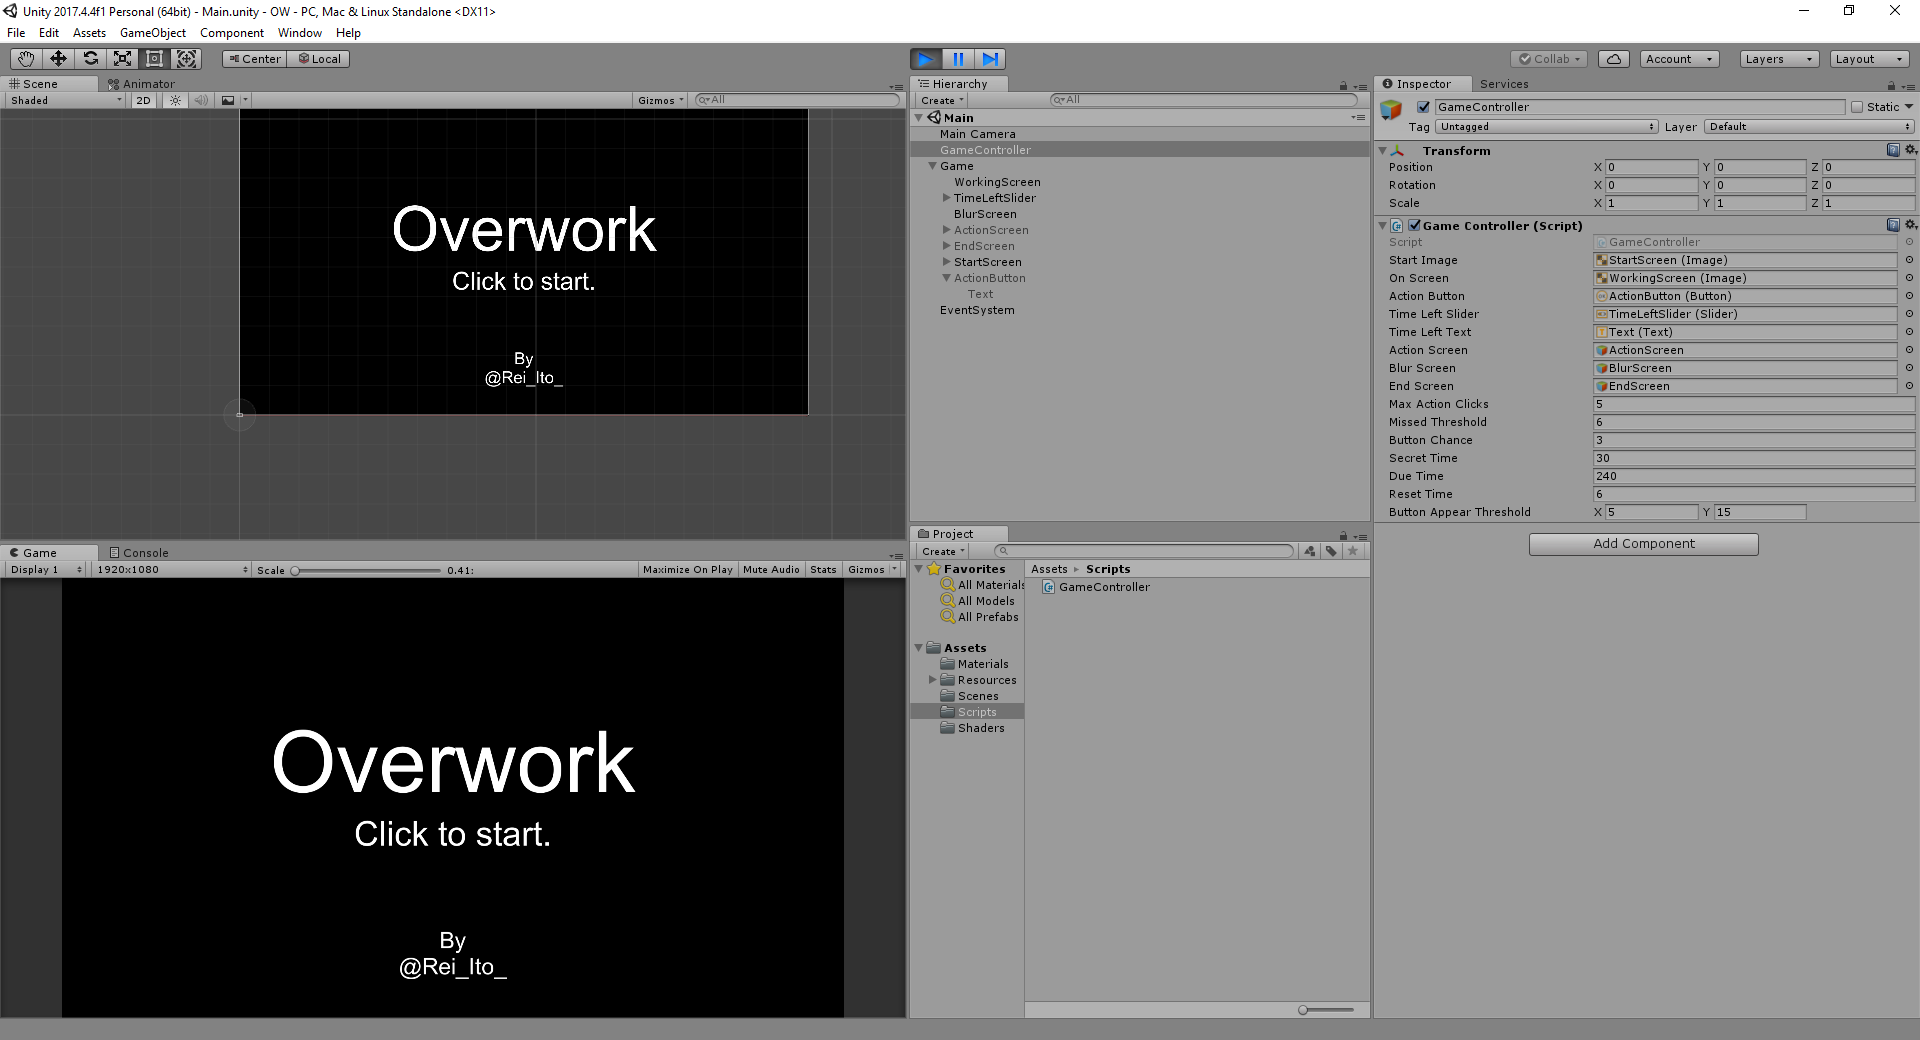 Unity 2017.4.4f1 Personal (64bit) - Main.unity - OW - PC, Mac & Linux Standalone <DX11>
File Edit Assets GameObject Component Window Help
Center Local
Collab Account Layers Layout
Scene Animator
Shaded 2D Gizmos All
Overwork
Click to start.
By
@Rei_Ito_
Game Console
Display 1 1920x1080 Scale 0.41: Maximize On Play Mute Audio Stats Gizmos
Overwork
Click to start.
By
@Rei_Ito_
Hierarchy
Create All
Main
Main Camera
GameController
Game
WorkingScreen
TimeLeftSlider
BlurScreen
ActionScreen
EndScreen
StartScreen
ActionButton
Text
EventSystem
Project
Create
Favorites
All Materials
All Models
All Prefabs
Assets
Materials
Resources
Scenes
Scripts
Shaders
Assets Scripts
GameController
Inspector Services
GameController Static
Tag Untagged Layer Default
Transform
Position X 0 Y 0 Z 0
Rotation X 0 Y 0 Z 0
Scale X 1 Y 1 Z 1
Game Controller (Script)
Script GameController
Start Image StartScreen (Image)
On Screen WorkingScreen (Image)
Action Button ActionButton (Button)
Time Left Slider TimeLeftSlider (Slider)
Time Left Text Text (Text)
Action Screen ActionScreen
Blur Screen BlurScreen
End Screen EndScreen
Max Action Clicks 5
Missed Threshold 6
Button Chance 3
Secret Time 30
Due Time 240
Reset Time 6
Button Appear Threshold X 5 Y 15
Add Component